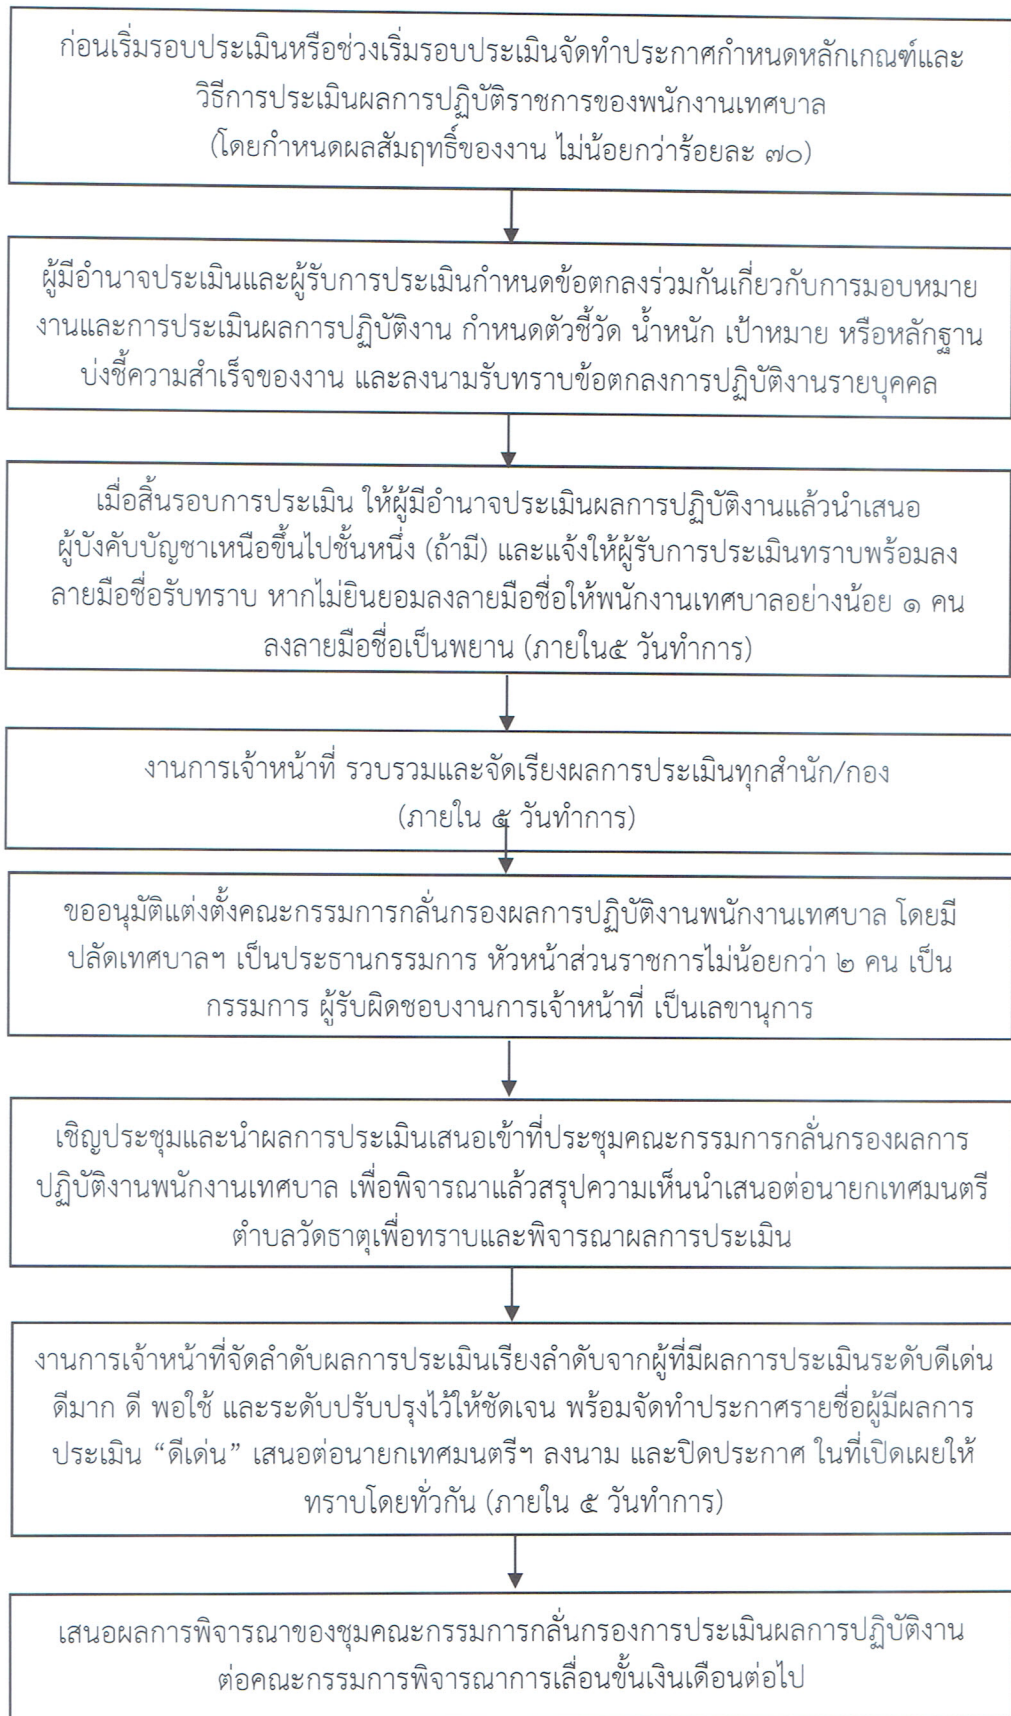 ก่อนเริ่มรอบประเมินหรือช่วงเริ่มรอบประเมินจัดทำประกาศกำหนดหลักเกณฑ์และ
วิธีการประเมินผลการปฏิบัติราชการของพนักงานเทศบาล
(โดยกำหนดผลสัมฤทธิ์ของงาน ไม่น้อยกว่าร้อยละ ๗๐)
ผู้มีอำนาจประเมินและผู้รับการประเมินกำหนดข้อตกลงร่วมกันเกี่ยวกับการมอบหมาย
งานและการประเมินผลการปฏิบัติงาน กำหนดตัวชี้วัด น้ำหนัก เป้าหมาย หรือหลักฐาน
บ่งชี้ความสำเร็จของงาน และลงนามรับทราบข้อตกลงการปฏิบัติงานรายบุคคล
เมื่อสิ้นรอบการประเมิน ให้ผู้มีอำนาจประเมินผลการปฏิบัติงานแล้วนำเสนอ
ผู้บังคับบัญชาเหนือขึ้นไปชั้นหนึ่ง (ถ้ามี) และแจ้งให้ผู้รับการประเมินทราบพร้อมลง
ลายมือชื่อรับทราบ หากไม่ยินยอมลงลายมือชื่อให้พนักงานเทศบาลอย่างน้อย ๑ คน
ลงลายมือชื่อเป็นพยาน (ภายใน๕ วันทำการ)
งานการเจ้าหน้าที่ รวบรวมและจัดเรียงผลการประเมินทุกสำนัก/กอง
(ภายใน ๕ วันทำการ)
ขออนุมัติแต่งตั้งคณะกรรมการกลั่นกรองผลการปฏิบัติงานพนักงานเทศบาล โดยมี
ปลัดเทศบาลฯ เป็นประธานกรรมการ หัวหน้าส่วนราชการไม่น้อยกว่า ๒ คน เป็น
กรรมการ ผู้รับผิดชอบงานการเจ้าหน้าที่ เป็นเลขานุการ
เชิญประชุมและนำผลการประเมินเสนอเข้าที่ประชุมคณะกรรมการกลั่นกรองผลการ
ปฏิบัติงานพนักงานเทศบาล เพื่อพิจารณาแล้วสรุปความเห็นนำเสนอต่อนายกเทศมนตรี
ตำบลวัดธาตุเพื่อทราบและพิจารณาผลการประเมิน
งานการเจ้าหน้าที่จัดลำดับผลการประเมินเรียงลำดับจากผู้ที่มีผลการประเมินระดับดีเด่น
ดีมาก ดี พอใช้ และระดับปรับปรุงไว้ให้ชัดเจน พร้อมจัดทำประกาศรายชื่อผู้มีผลการ
ประเมิน “ดีเด่น” เสนอต่อนายกเทศมนตรีฯ ลงนาม และปิดประกาศ ในที่เปิดเผยให้
ทราบโดยทั่วกัน (ภายใน ๕ วันทำการ)
เสนอผลการพิจารณาของชุมคณะกรรมการกลั่นกรองการประเมินผลการปฏิบัติงาน
ต่อคณะกรรมการพิจารณาการเลื่อนขั้นเงินเดือนต่อไป